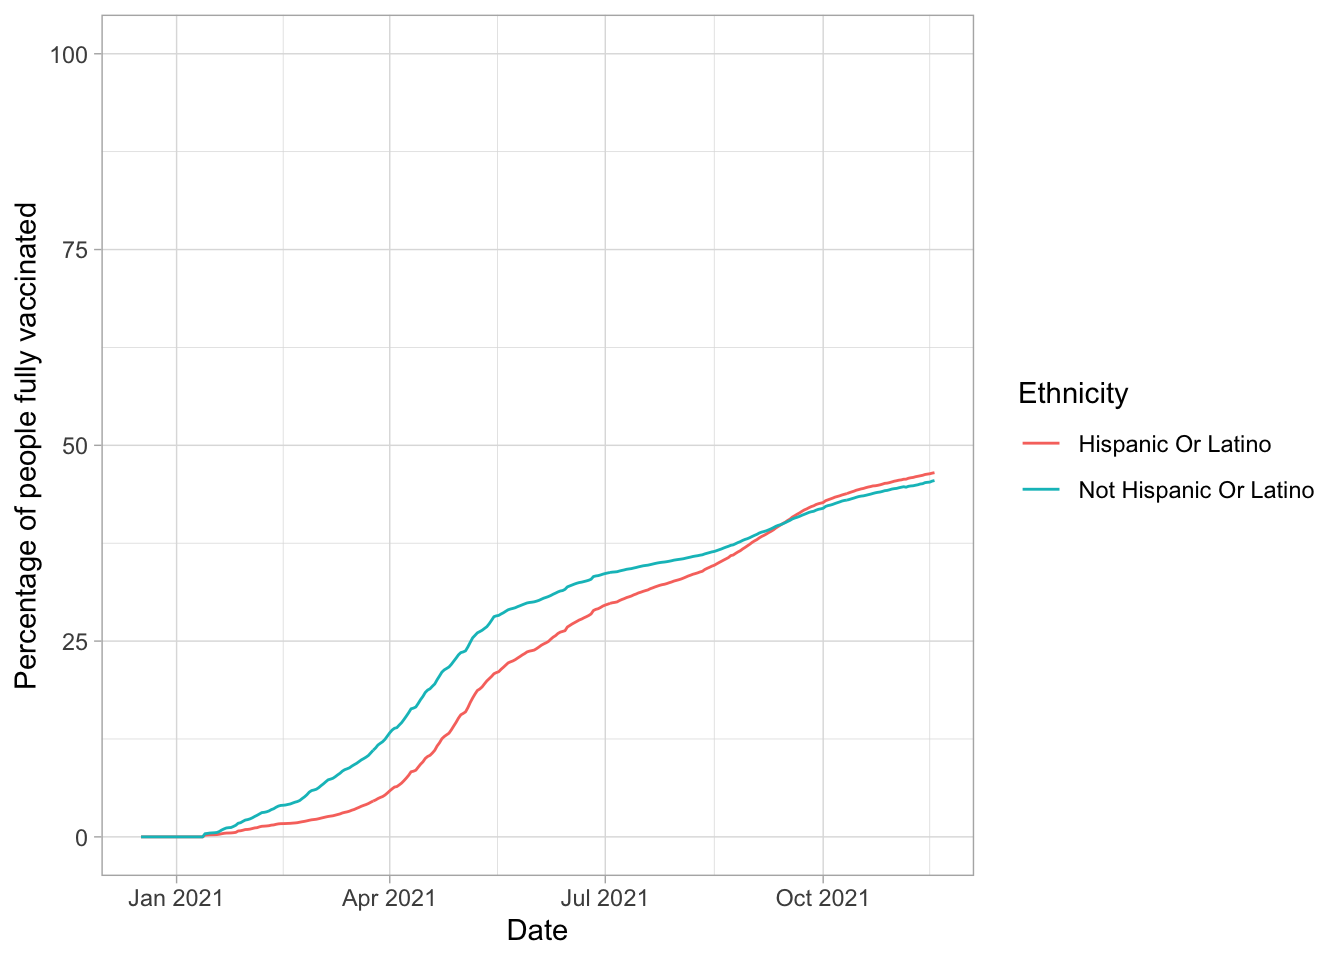 100
75
50
25
0
Percentage of people fully vaccinated
Jan 2021
Apr 2021
Jul 2021
Oct 2021
Date
Ethnicity
Hispanic Or Latino
Not Hispanic Or Latino